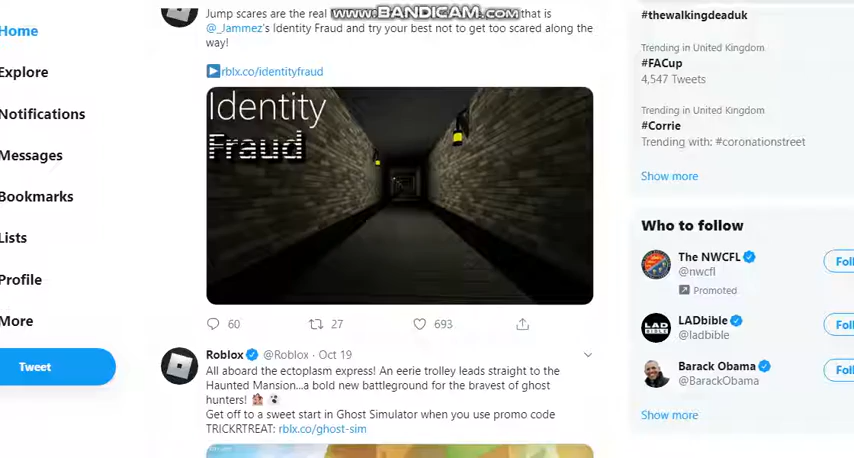 Home
Explore
Notifications
Messages
Bookmarks
Lists
Profile
More
Tweet
www.BANDICAM.com
Jump scares are the real
that is
@_Jammez's Identity Fraud and try your best not to get too scared along the
way!
rblx.co/identityfraud
Identity
Fraud
60
27
693
Roblox @Roblox · Oct 19
All aboard the ectoplasm express! An eerie trolley leads straight to the
Haunted Mansion...a bold new battleground for the bravest of ghost
hunters!
Get off to a sweet start in Ghost Simulator when you use promo code
TRICKRTREAT: rblx.co/ghost-sim
#thewalkingdeaduk
Trending in United Kingdom
#FACup
4,547 Tweets
Trending in United Kingdom
#Corrie
Trending with: #coronationstreet
Show more
Who to follow
The NWCFL
@nwcfl
Promoted
Foll
LAD
BIBLE
LADbible
@ladbible
Foll
Barack Obama
@BarackObama
Foll
Show more